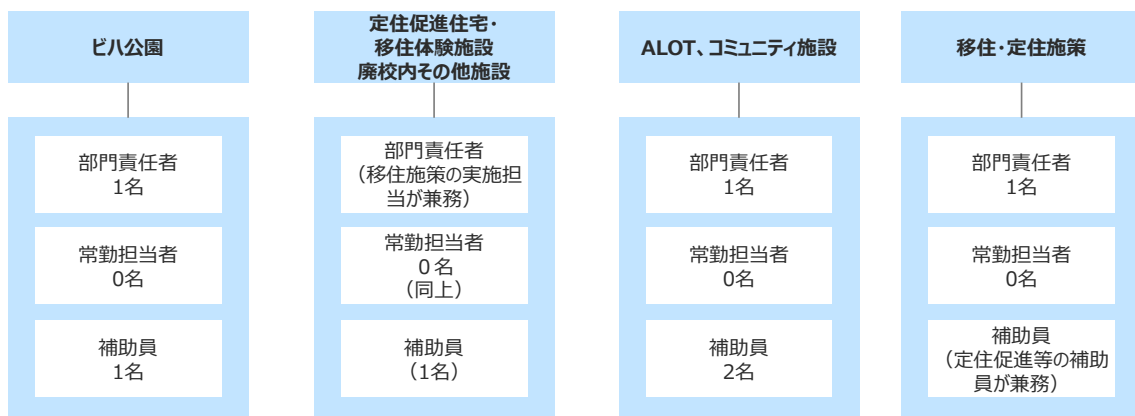 ビハ公園
定住促進住宅・
移住体験施設
廃校内その他施設
ALOT、コミュニティ施設
移住・定住施策
部門責任者
1名
常勤担当者
0名
補助員
1名
部門責任者
（移住施策の実施担
当が兼務）
常勤担当者
０名
（同上）
補助員
（1名）
部門責任者
1名
常勤担当者
0名
補助員
2名
部門責任者
1名
常勤担当者
0名
補助員
（定住促進等の補助
員が兼務）